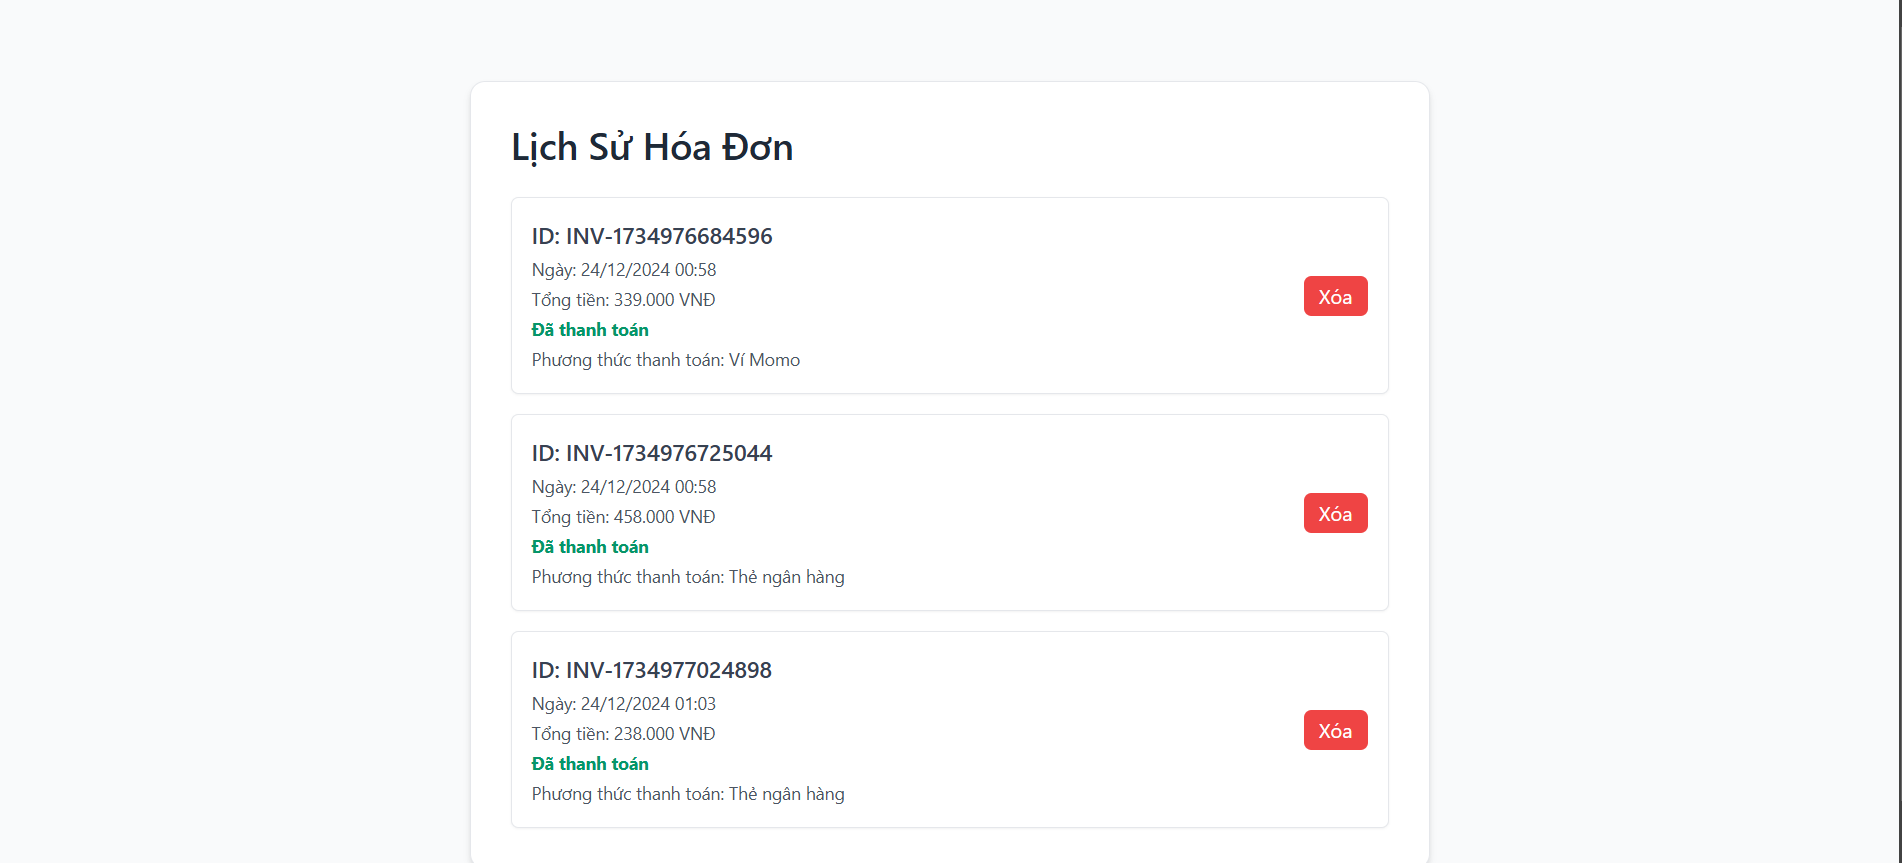 Lịch Sử Hóa Đơn
ID: INV-1734976684596
Ngày: 24/12/2024 00:58
Tổng tiền: 339.000 VNĐ
Đã thanh toán
Phương thức thanh toán: Ví Momo
Xóa
ID: INV-1734976725044
Ngày: 24/12/2024 00:58
Tổng tiền: 458.000 VNĐ
Đã thanh toán
Phương thức thanh toán: Thẻ ngân hàng
Xóa
ID: INV-1734977024898
Ngày: 24/12/2024 01:03
Tổng tiền: 238.000 VNĐ
Đã thanh toán
Phương thức thanh toán: Thẻ ngân hàng
Xóa